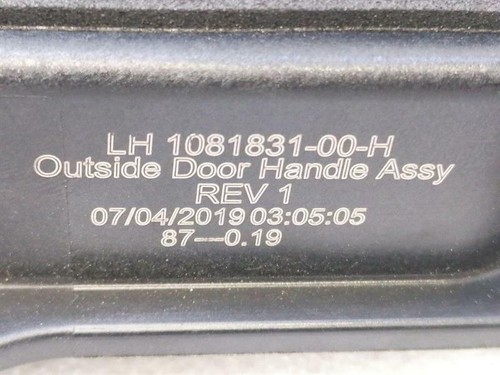 LH 1081831-00-H
Outside Door Handle Assy
REV 1
07/04/2019 03:05:05
87---0.19